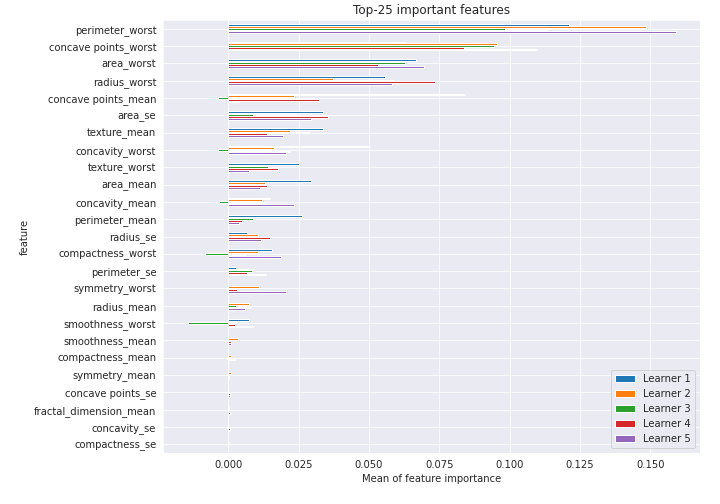 Top-25 important features
perimeter_worst
concave points_worst
area_worst
radius_worst
concave points_mean
area_se
texture_mean
concavity_worst
texture_worst
area_mean
concavity_mean
perimeter_mean
radius_se
compactness_worst
perimeter_se
symmetry_worst
radius_mean
smoothness_worst
smoothness_mean
compactness_mean
symmetry_mean
concave points_se
fractal_dimension_mean
concavity_se
compactness_se
feature
Learner 1
Learner 2
Learner 3
Learner 4
Learner 5
0.000 0.025 0.050 0.075 0.100 0.125 0.150
Mean of feature importance